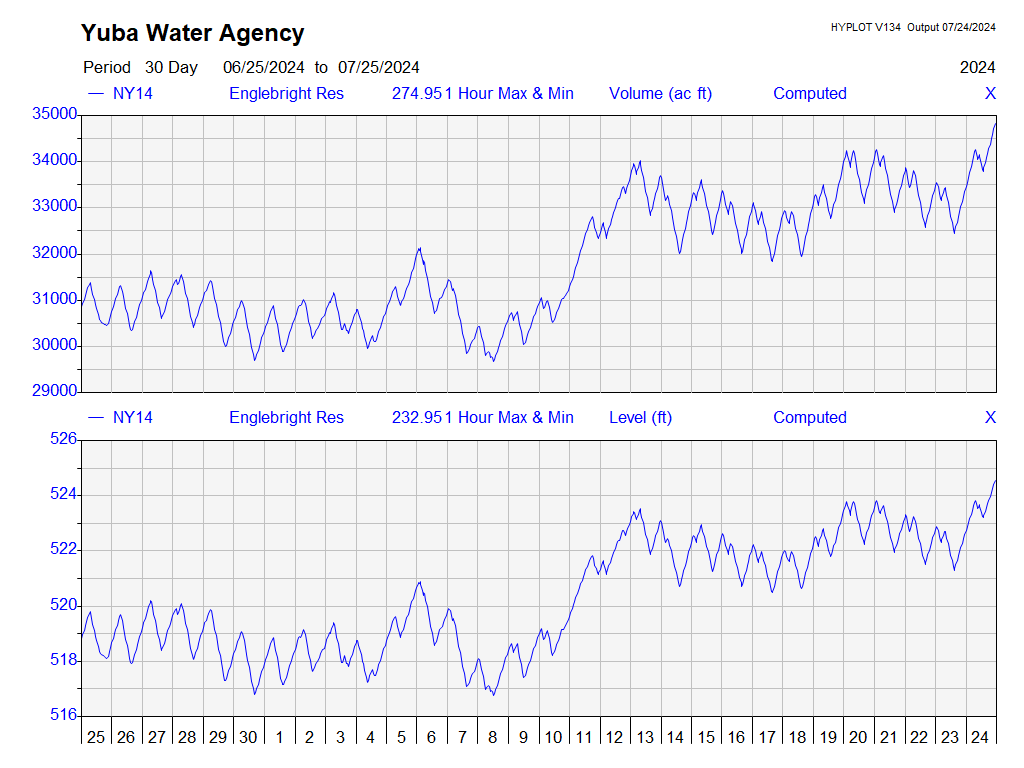 Yuba Water Agency
HYPLOT V134 Output 07/24/2024
Period 30 Day 06/25/2024 to 07/25/2024 2024
NY14 Englebright Res 274.951 Hour Max & Min Volume (ac ft) Computed X
35000
34000
33000
32000
31000
30000
29000
NY14 Englebright Res 232.951 Hour Max & Min Level (ft) Computed X
526
524
522
520
518
516
25 26 27 28 29 30 1 2 3 4 5 6 7 8 9 10 11 12 13 14 15 16 17 18 19 20 21 22 23 24